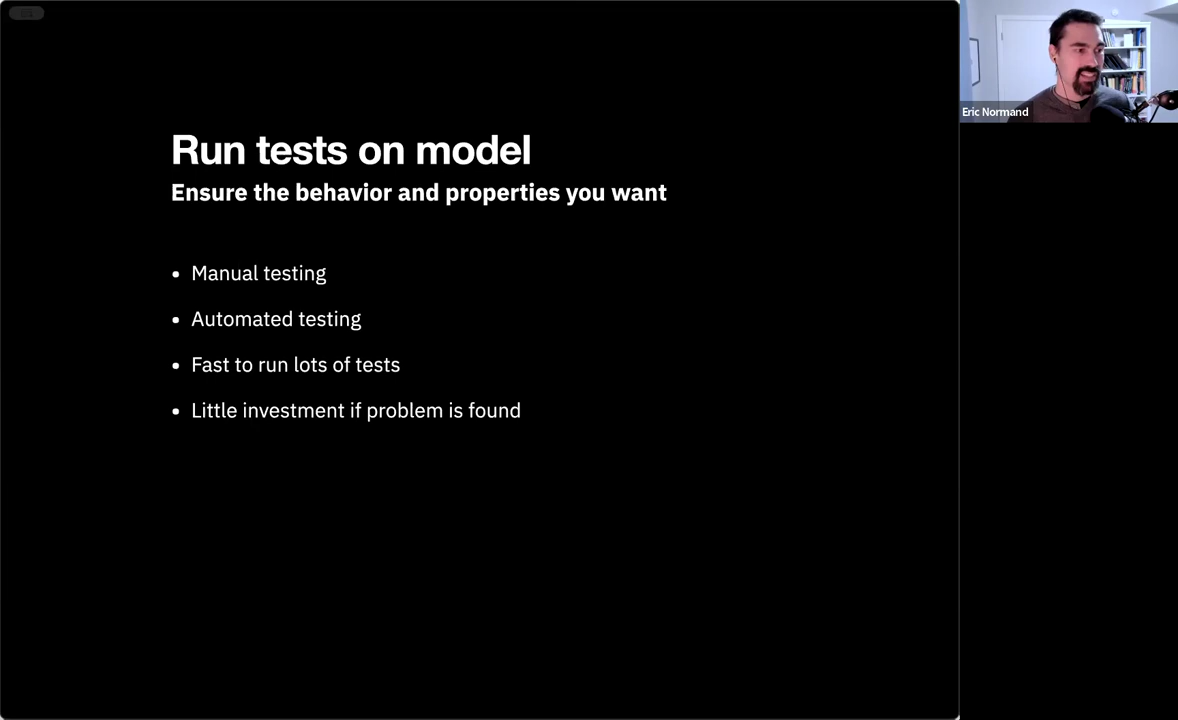 Run tests on model
Ensure the behavior and properties you want
• Manual testing
• Automated testing
• Fast to run lots of tests
• Little investment if problem is found
Eric Normand